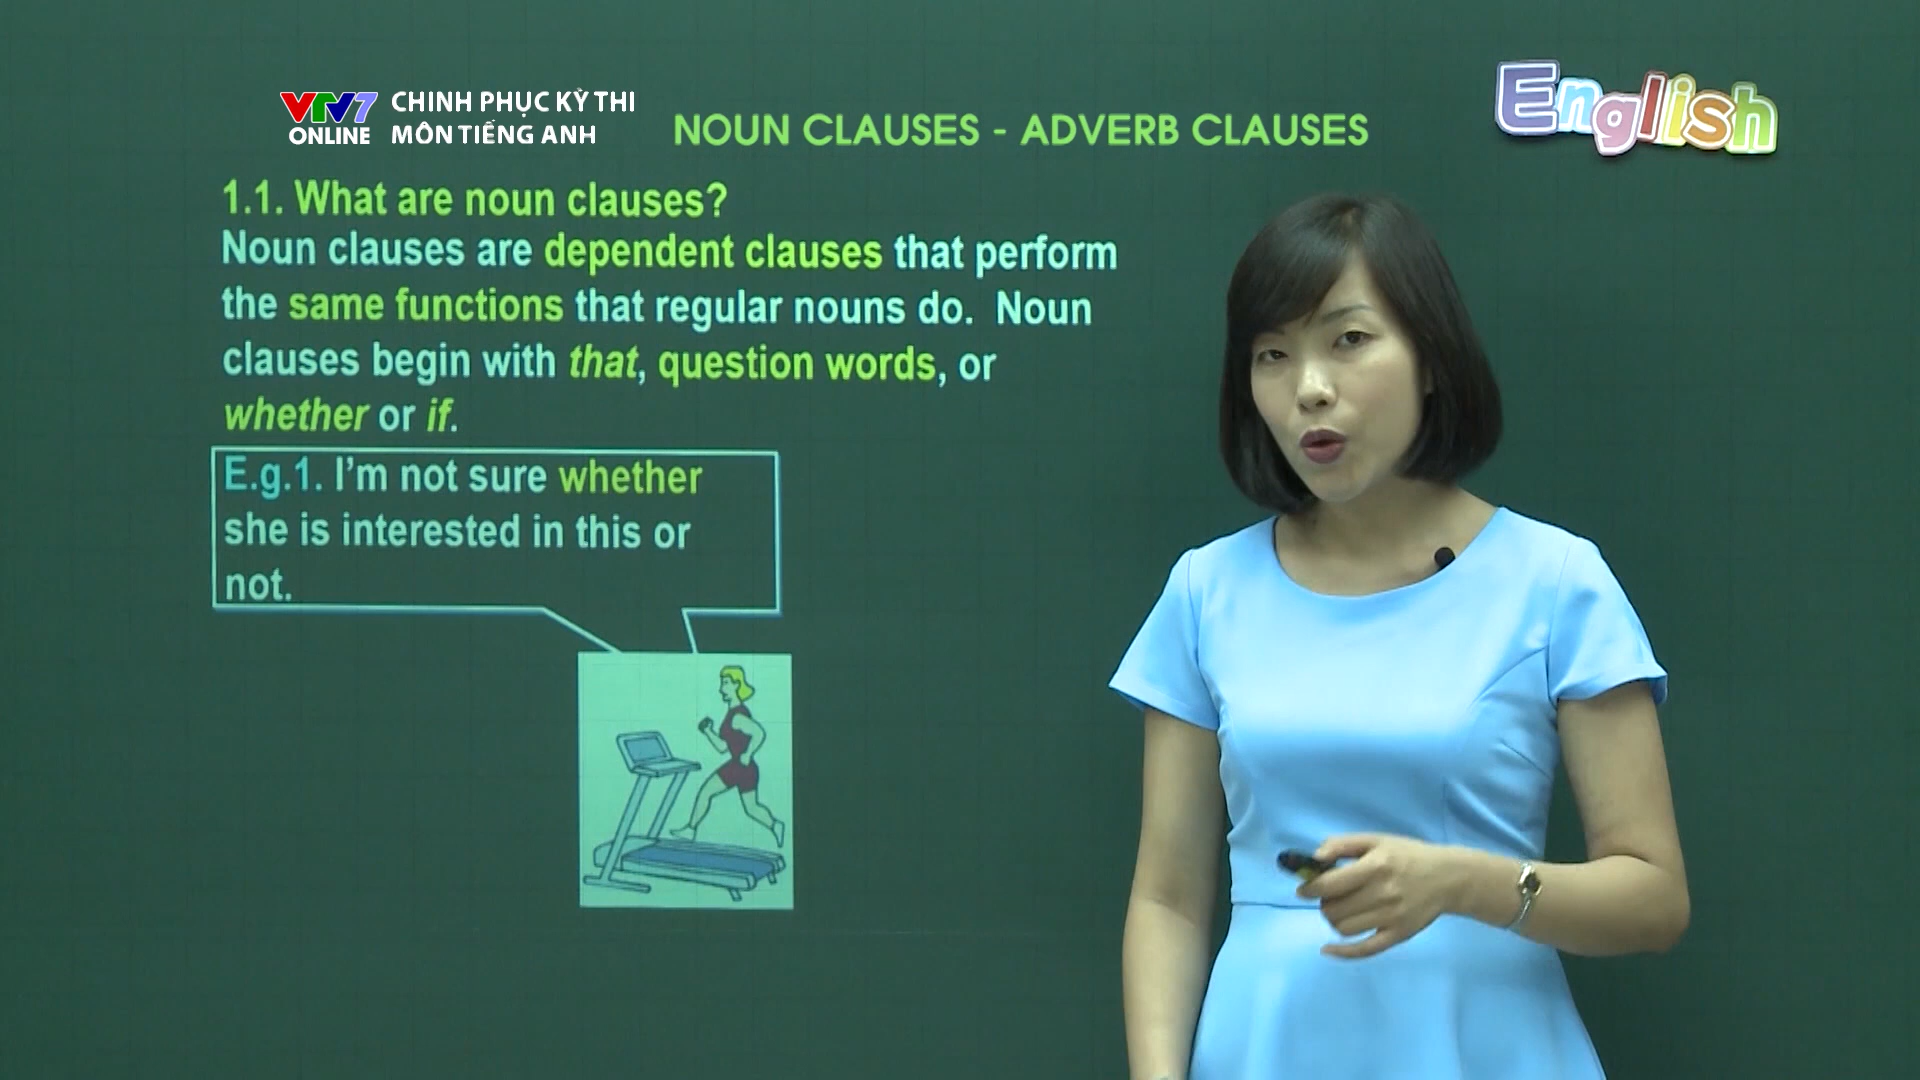 VTV7
ONLINE
CHINH PHỤC KỲ THI
MÔN TIẾNG ANH
NOUN CLAUSES - ADVERB CLAUSES
English
1.1. What are noun clauses?
Noun clauses are dependent clauses that perform
the same functions that regular nouns do. Noun
clauses begin with that, question words, or
whether or if.
E.g.1. I’m not sure whether
she is interested in this or
not.